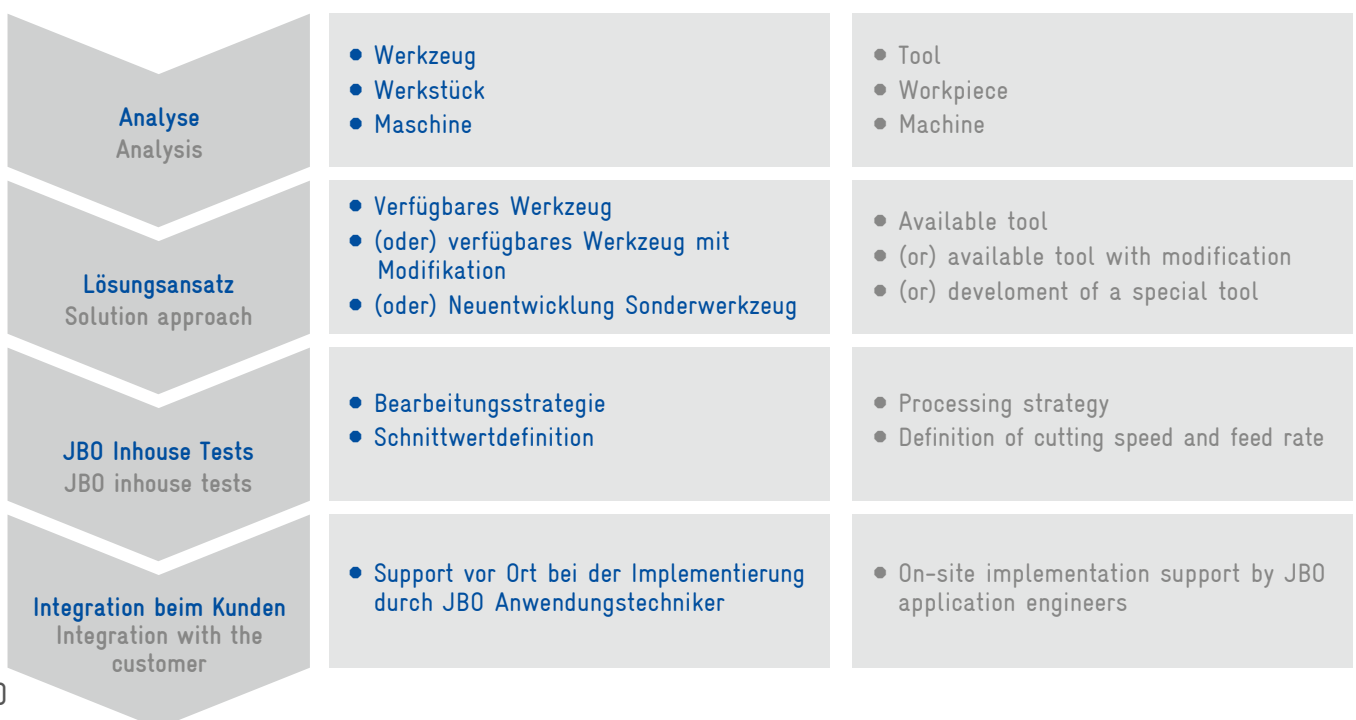 Analyse
Analysis
• Werkzeug
• Werkstück
• Maschine
• Tool
• Workpiece
• Machine
Lösungsansatz
Solution approach
• Verfügbares Werkzeug
• (oder) verfügbares Werkzeug mit
Modifikation
• (oder) Neuentwicklung Sonderwerkzeug
• Available tool
• (or) available tool with modification
• (or) develoment of a special tool
JBO Inhouse Tests
JBO inhouse tests
• Bearbeitungsstrategie
• Schnittwertdefinition
• Processing strategy
• Definition of cutting speed and feed rate
Integration beim Kunden
Integration with the
customer
• Support vor Ort bei der Implementierung
durch JBO Anwendungstechniker
• On-site implementation support by JBO
application engineers